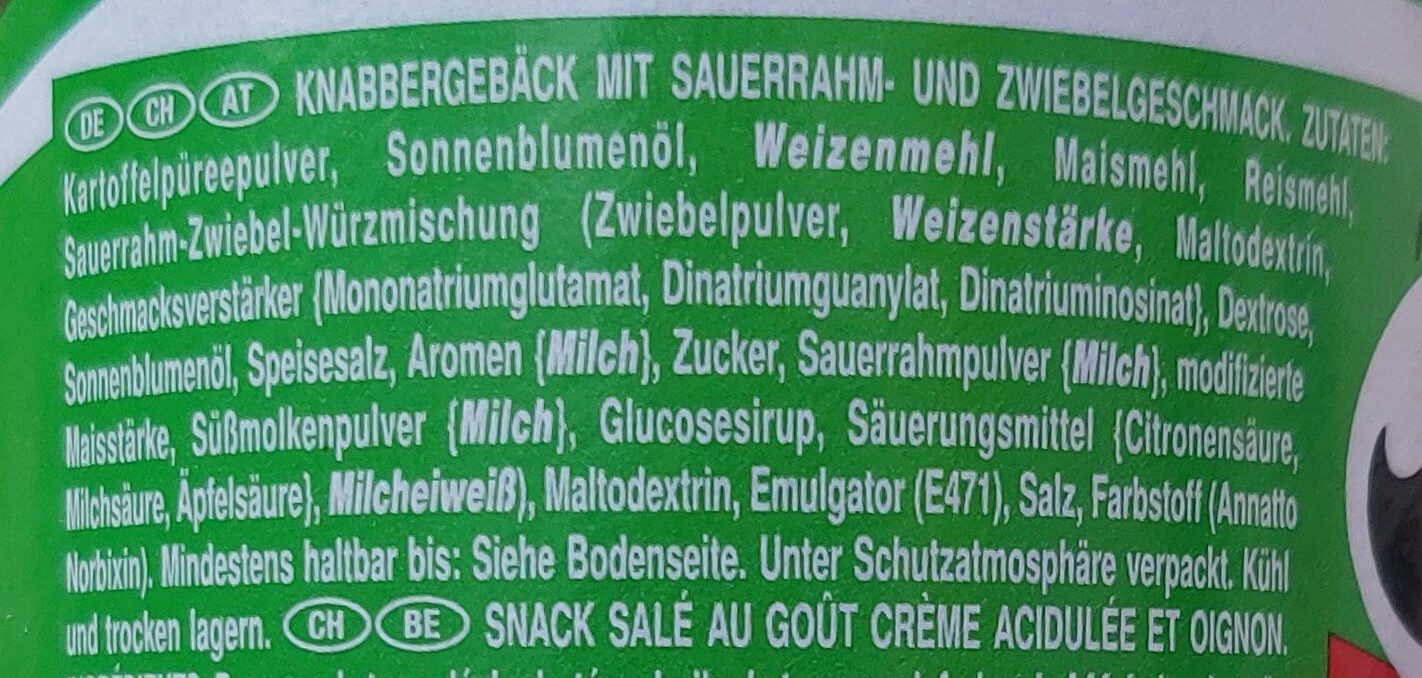 DE CH AT KNABBERGEBÄCK MIT SAUERRAHM- UND ZWIEBELGESCHMACK. ZUTATEN:
Kartoffelpüreepulver, Sonnenblumenöl, Weizenmehl, Maismehl, Reismehl,
Sauerrahm-Zwiebel-Würzmischung (Zwiebelpulver, Weizenstärke, Maltodextrin,
Geschmacksverstärker {Mononatriumglutamat, Dinatriumguanylat, Dinatriuminosinat}, Dextrose,
Sonnenblumenöl, Speisesalz, Aromen {Milch}, Zucker, Sauerrahmpulver {Milch}, modifizierte
Maisstärke, Süßmolkenpulver {Milch}, Glucosesirup, Säuerungsmittel {Citronensäure,
Milchsäure, Äpfelsäure}, Milcheiweiß), Maltodextrin, Emulgator (E471), Salz, Farbstoff (Annatto
Norbixin). Mindestens haltbar bis: Siehe Bodenseite. Unter Schutzatmosphäre verpackt. Kühl
und trocken lagern. CH BE SNACK SALÉ AU GOÛT CRÈME ACIDULÉE ET OIGNON.